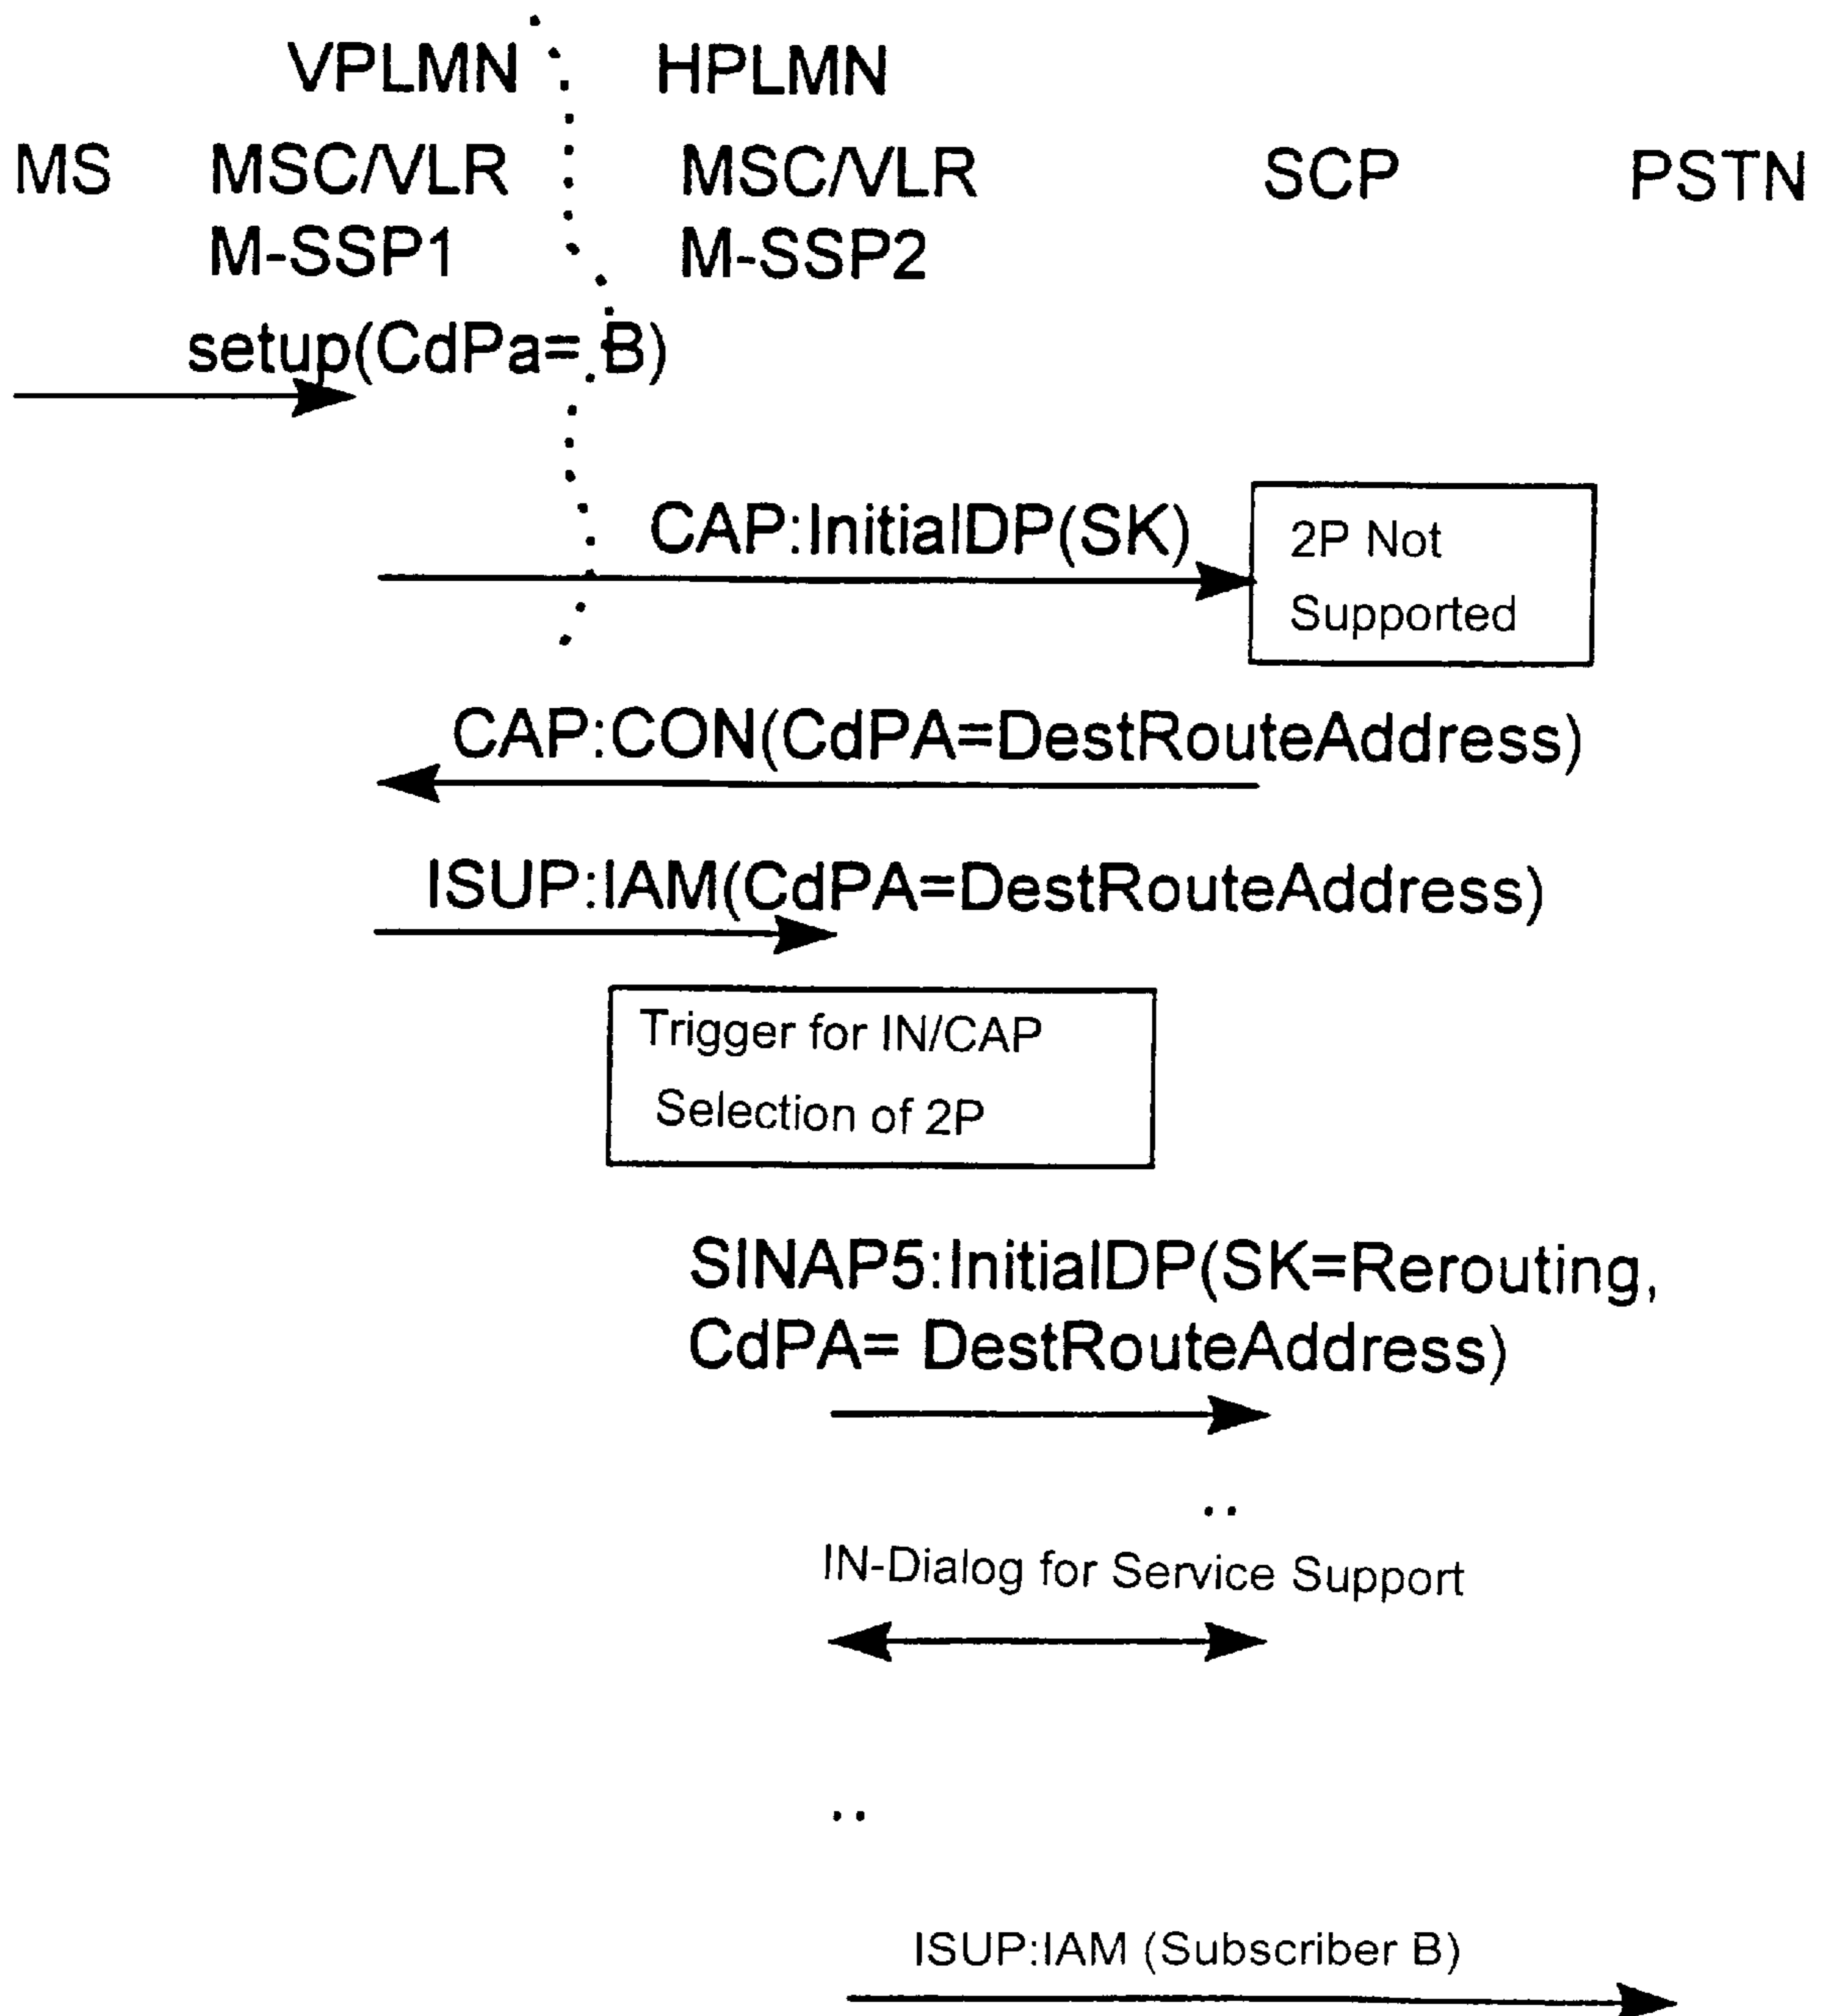 VPLMN HPLMN
MS MSC/VLR MSC/VLR SCP PSTN
M-SSP1 M-SSP2
setup(CdPa= B)
CAP:InitialDP(SK)
2P Not
Supported
CAP:CON(CdPA=DestRouteAddress)
ISUP:IAM(CdPA=DestRouteAddress)
Trigger for IN/CAP
Selection of 2P
SINAP5:InitialDP(SK=Rerouting,
CdPA= DestRouteAddress)
IN-Dialog for Service Support
ISUP:IAM (Subscriber B)